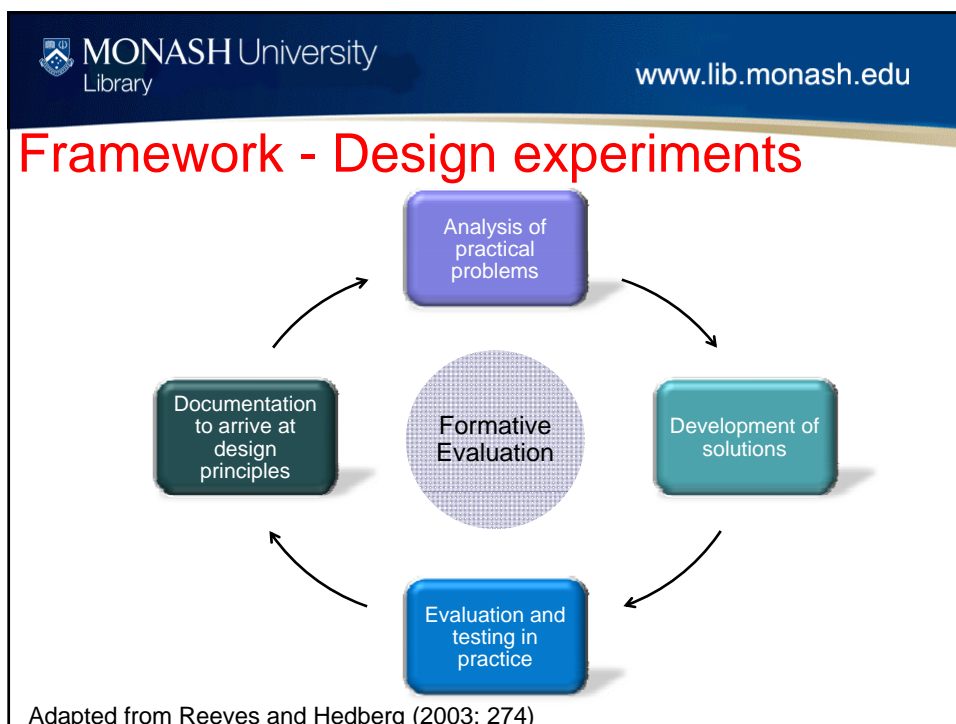 MONASH University
Library
www.lib.monash.edu
Framework - Design experiments
Analysis of
practical
problems
Documentation
to arrive at
design
principles
Formative
Evaluation
Development of
solutions
Evaluation and
testing in
practice
Adapted from Reeves and Hedberg (2003: 274)